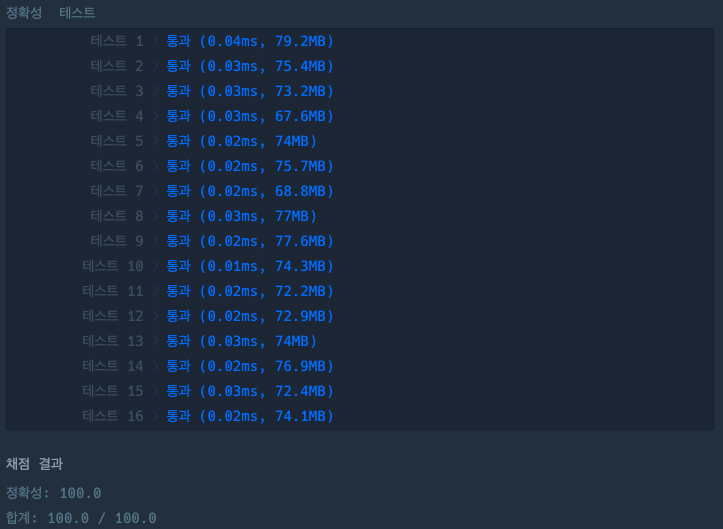 정확성 테스트
테스트 1 〉 통과 (0.04ms, 79.2MB)
테스트 2 〉 통과 (0.03ms, 75.4MB)
테스트 3 〉 통과 (0.03ms, 73.2MB)
테스트 4 〉 통과 (0.03ms, 67.6MB)
테스트 5 〉 통과 (0.02ms, 74MB)
테스트 6 〉 통과 (0.02ms, 75.7MB)
테스트 7 〉 통과 (0.02ms, 68.8MB)
테스트 8 〉 통과 (0.03ms, 77MB)
테스트 9 〉 통과 (0.02ms, 77.6MB)
테스트 10 〉 통과 (0.01ms, 74.3MB)
테스트 11 〉 통과 (0.02ms, 72.2MB)
테스트 12 〉 통과 (0.02ms, 72.9MB)
테스트 13 〉 통과 (0.03ms, 74MB)
테스트 14 〉 통과 (0.02ms, 76.9MB)
테스트 15 〉 통과 (0.03ms, 72.4MB)
테스트 16 〉 통과 (0.02ms, 74.1MB)
채점 결과
정확성: 100.0
합계: 100.0 / 100.0